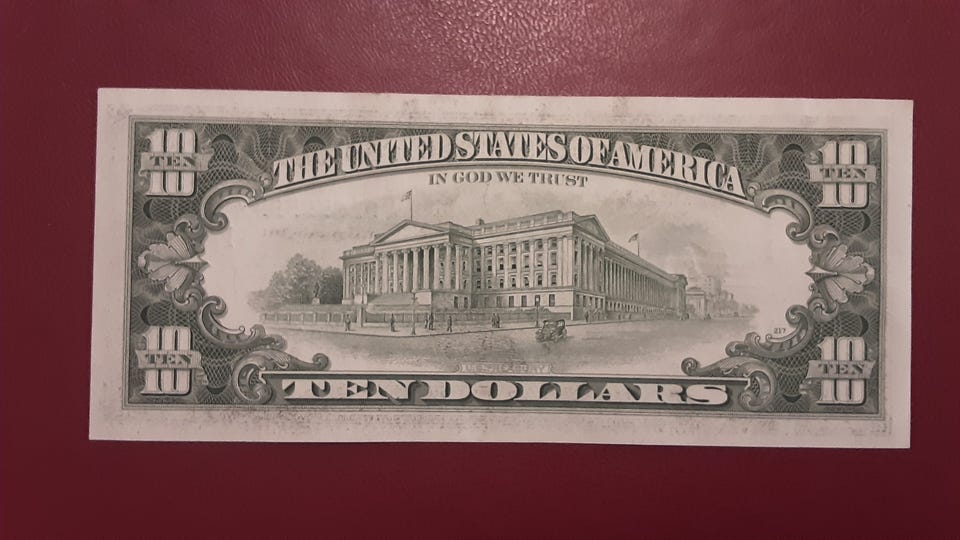 10 TEN 10
THE UNITED STATES OF AMERICA
10 TEN 10
IN GOD WE TRUST
217
10 TEN 10
TEN DOLLARS
10 TEN 10